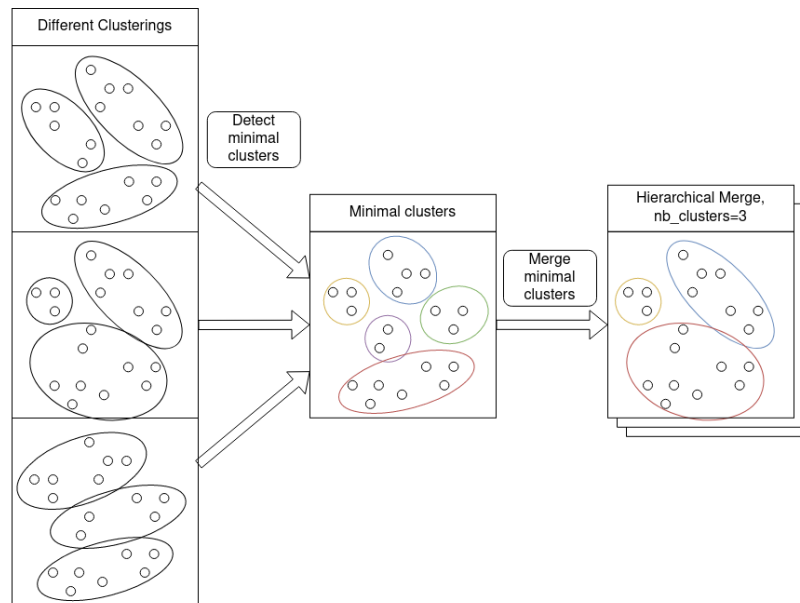 Different Clusterings
Detect
minimal
clusters
Minimal clusters
Merge
minimal
clusters
Hierarchical Merge,
nb_clusters=3